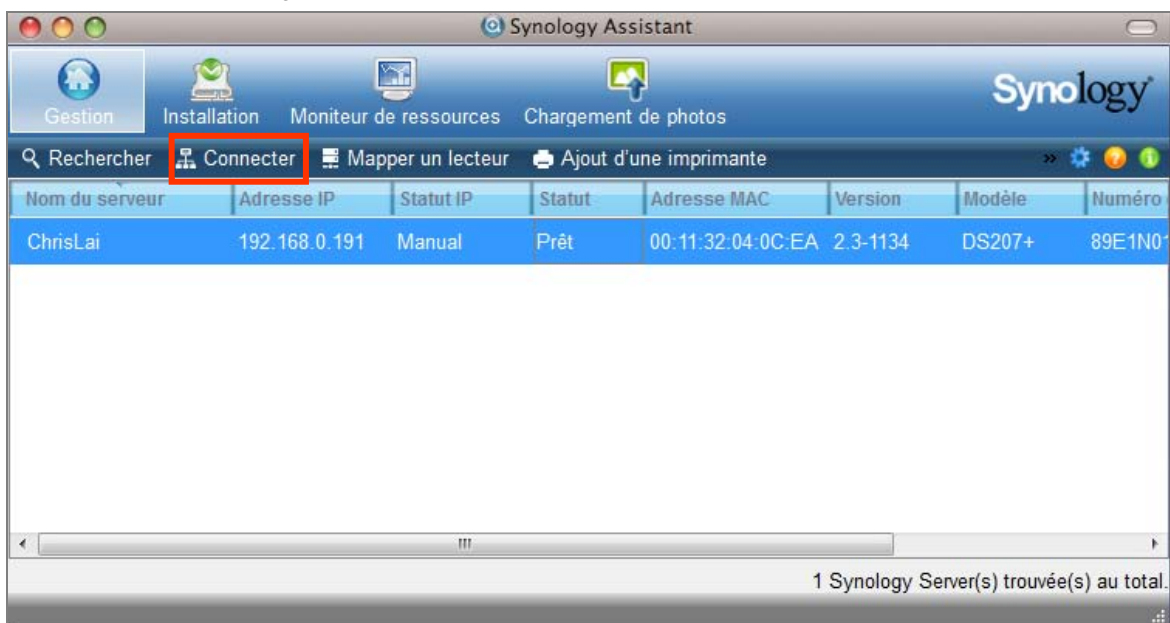 Synology Assistant
Gestion Installation Moniteur de ressources Chargement de photos Synology
Rechercher Connecter Mapper un lecteur Ajout d'une imprimante »
Nom du serveur Adresse IP Statut IP Statut Adresse MAC Version Modèle Numéro
ChrisLai 192.168.0.191 Manual Prêt 00:11:32:04:0C:EA 2.3-1134 DS207+ 89E1N01
1 Synology Server(s) trouvée(s) au total.